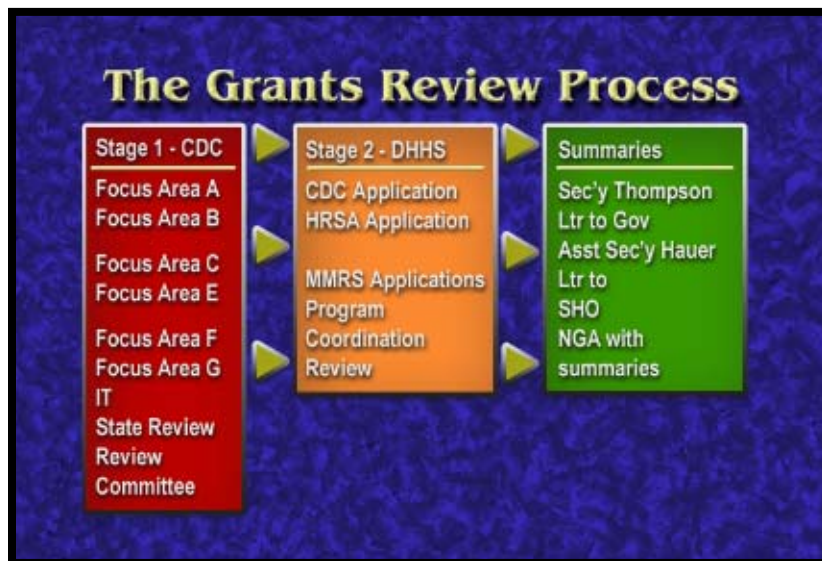 The Grants Review Process
Stage 1 - CDC
Focus Area A
Focus Area B
Focus Area C
Focus Area E
Focus Area F
Focus Area G
IT
State Review
Review
Committee
Stage 2 - DHHS
CDC Application
HRSA Application
MMRS Applications
Program
Coordination
Review
Summaries
Sec'y Thompson
Ltr to Gov
Asst Sec'y Hauer
Ltr to
SHO
NGA with
summaries